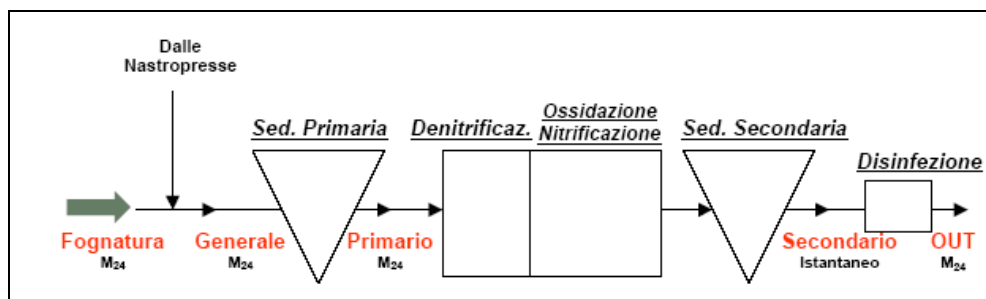 Dalle
Nastropresse
Sed. Primaria
Denitrificaz.
Ossidazione
Nitrificazione
Sed. Secondaria
Disinfezione
Fognatura
M24
Generale
M24
Primario
M24
Secondario
Istantaneo
OUT
M24